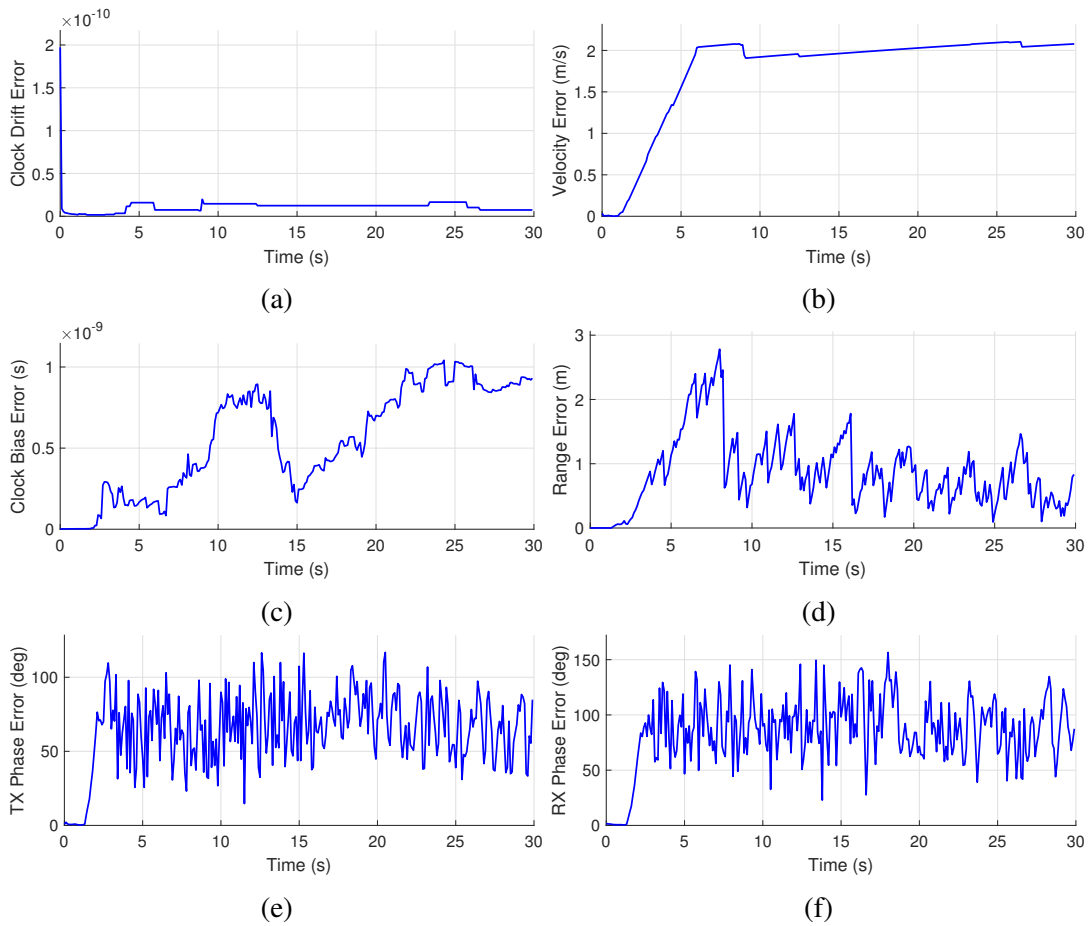 ×10⁻¹⁰
2
1.5
1
0.5
0
Clock Drift Error
0 5 10 15 20 25 30
Time (s)
(a)
2
1.5
1
0.5
0
Velocity Error (m/s)
0 5 10 15 20 25 30
Time (s)
(b)
×10⁻⁹
1
0.5
0
Clock Bias Error (s)
0 5 10 15 20 25 30
Time (s)
(c)
3
2
1
0
Range Error (m)
0 5 10 15 20 25 30
Time (s)
(d)
100
50
0
TX Phase Error (deg)
0 5 10 15 20 25 30
Time (s)
(e)
150
100
50
0
RX Phase Error (deg)
0 5 10 15 20 25 30
Time (s)
(f)